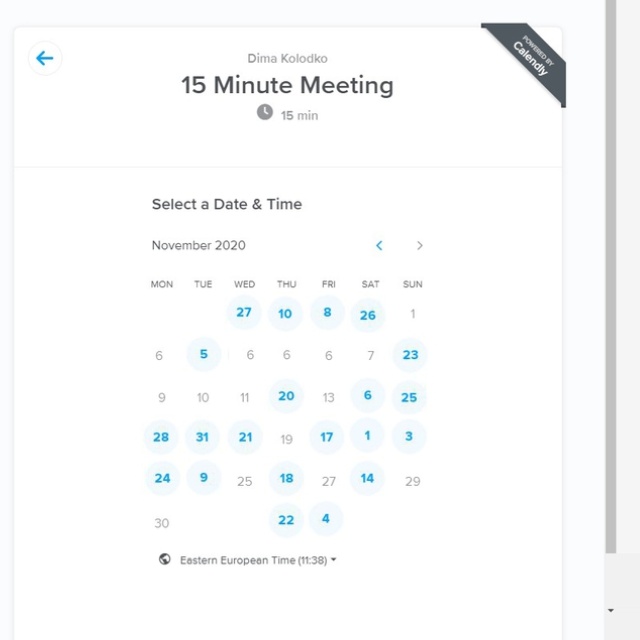 Dima Kolodko
POWERED BY
Calendly
15 Minute Meeting
15 min
Select a Date & Time
November 2020
MON TUE WED THU FRI SAT SUN
27 10 8 26 1
6 5 6 6 6 7 23
9 10 11 20 13 6 25
28 31 21 19 17 1 3
24 9 25 18 27 14 29
30 22 4
Eastern European Time (11:38)